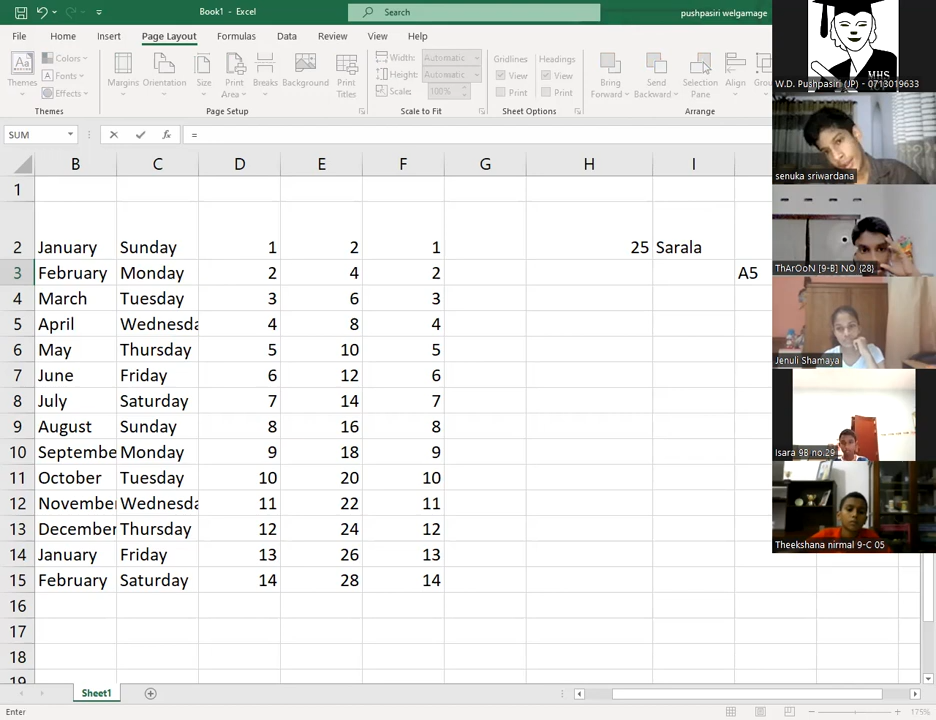 Book1 - Excel
Search
pushpasiri welgamage
File Home Insert Page Layout Formulas Data Review View Help
Themes
Colors
Fonts
Effects
Themes
Margins
Orientation
Size
Print Area
Breaks
Background
Print Titles
Page Setup
Width: Automatic
Height: Automatic
Scale: 100%
Scale to Fit
Gridlines
View
Print
Headings
View
Print
Sheet Options
Bring Forward
Send Backward
Selection Pane
Align
Arrange
SUM fx =
B C D E F G H I
1
2 January Sunday 1 2 1 25 Sarala
3 February Monday 2 4 2 A5
4 March Tuesday 3 6 3
5 April Wednesda 4 8 4
6 May Thursday 5 10 5
7 June Friday 6 12 6
8 July Saturday 7 14 7
9 August Sunday 8 16 8
10 Septembe Monday 9 18 9
11 October Tuesday 10 20 10
12 November Wednesda 11 22 11
13 December Thursday 12 24 12
14 January Friday 13 26 13
15 February Saturday 14 28 14
16
17
18
19
Sheet1
Enter
175%
MHS
W.D. Pushpasiri (JP) - 0713019633
senuka sriwardana
ThArOoN [9-B] NO {28}
Jenuli Shamaya
Isara 9B no.29
Theekshana nirmal 9-C 05